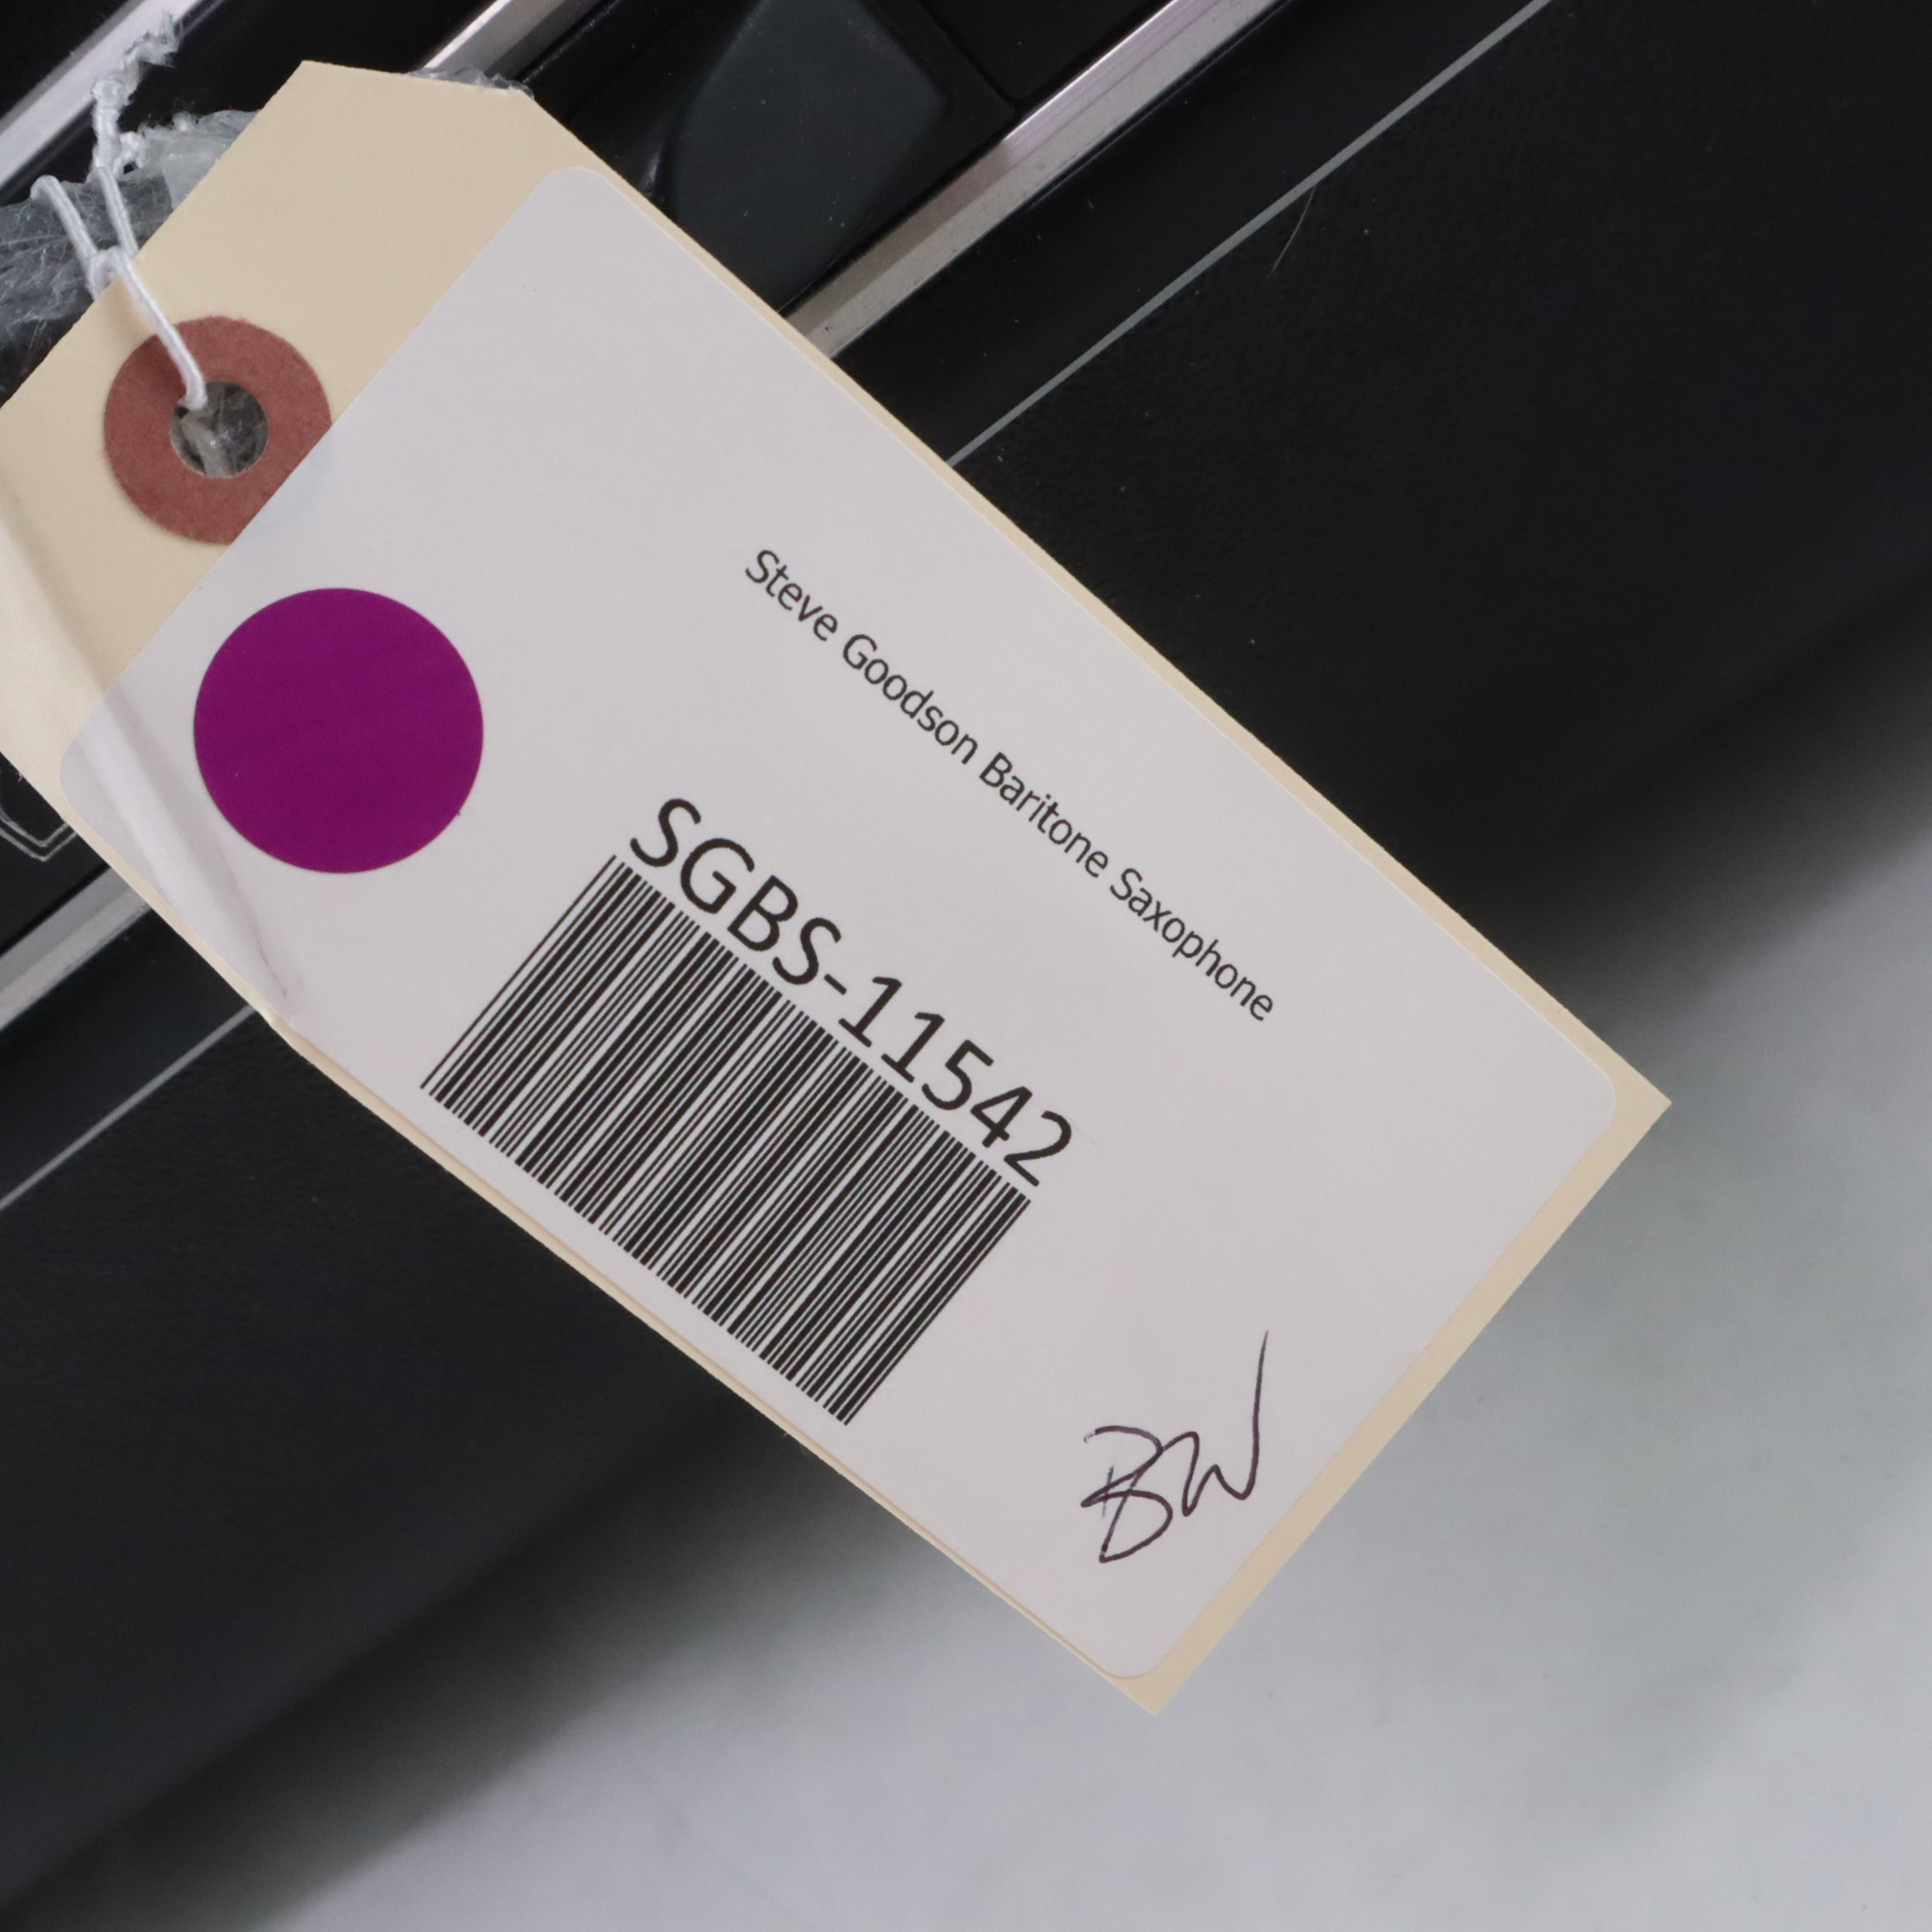 Steve Goodson Baritone Saxophone
SGBS-11542
BW